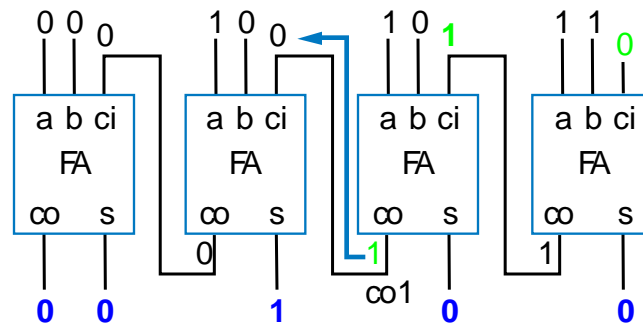 0 0 0 1 0 0 1 0 1 1 1 0
a b ci a b ci a b ci a b ci
FA FA FA FA
co s co s co s co s
0 1 1
co1
0 0 1 0 0